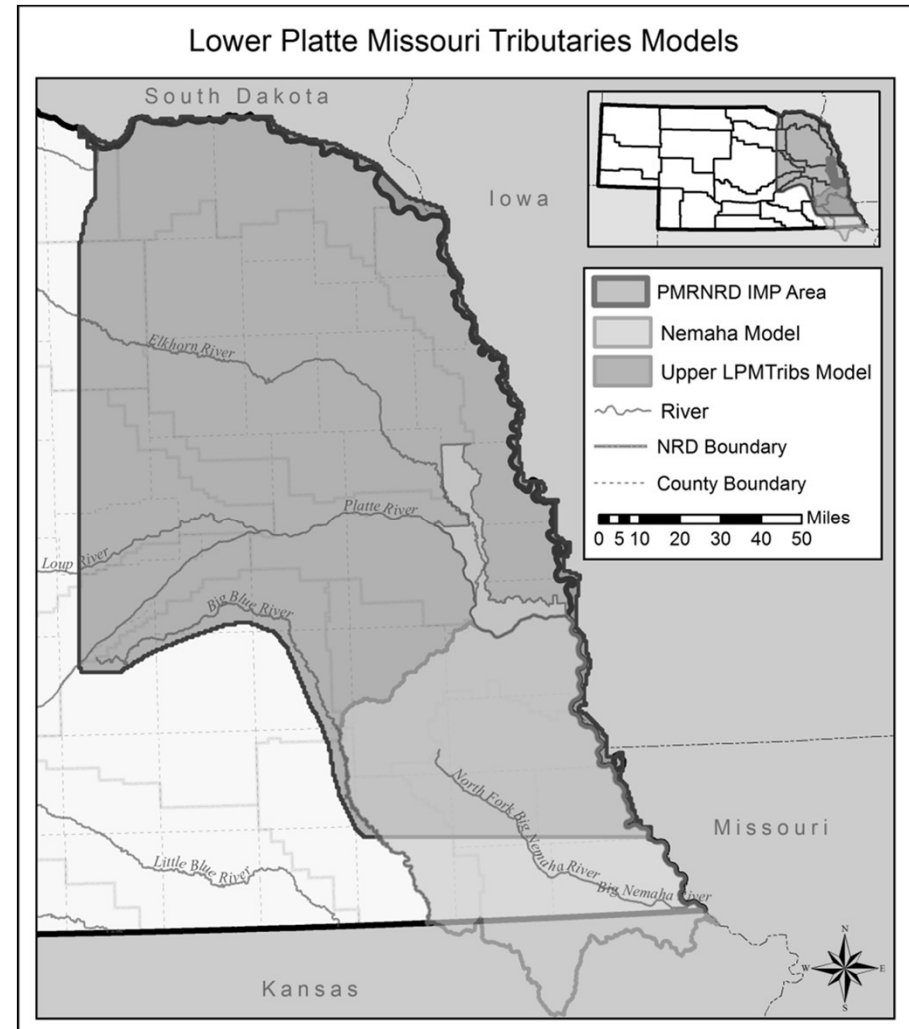 Lower Platte Missouri Tributaries Models
South Dakota
Iowa
PMRNRD IMP Area
Nemaha Model
Upper LPMTribs Model
River
NRD Boundary
County Boundary
Miles
0 5 10 20 30 40 50
Elkhorn River
Platte River
Loup River
Big Blue River
North Fork Big Nemaha River
Big Nemaha River
Missouri
Little Blue River
Kansas
N
W E
S